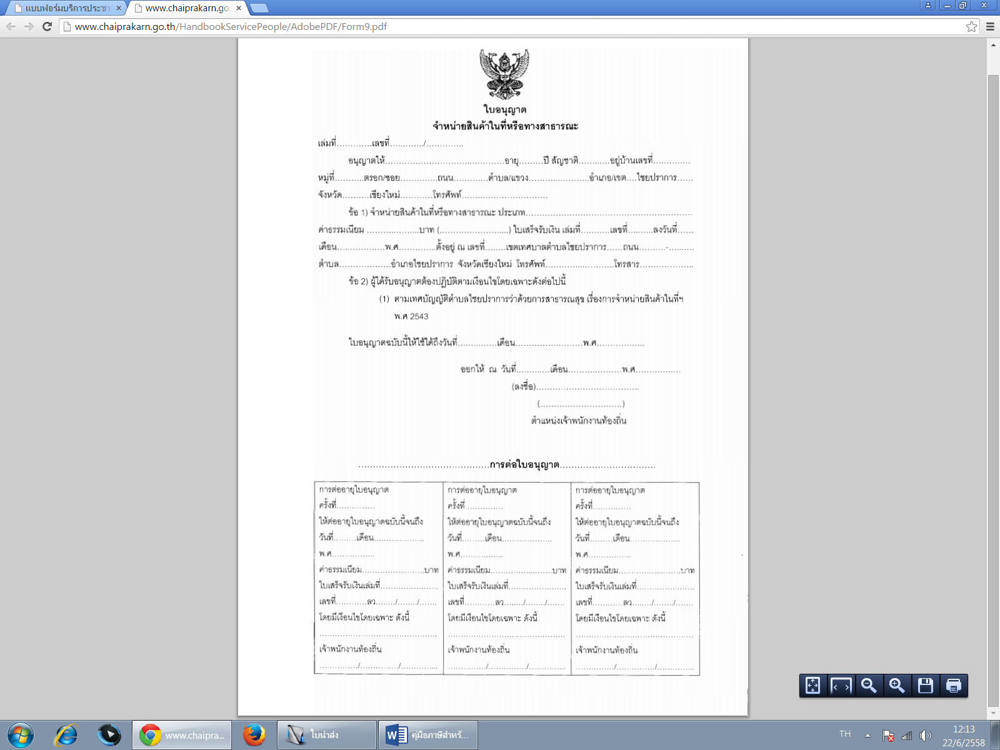 แบบฟอร์มบริการประชา
www.chaiprakarn.go.
www.chaiprakarn.go.th/HandbookServicePeople/AdobePDF/Form9.pdf
ใบอนุญาต
จำหน่ายสินค้าในที่หรือทางสาธารณะ
เล่มที่.............เลขที่............./..............
อนุญาตให้............................................อายุ.........ปี สัญชาติ............อยู่บ้านเลขที่..............
หมู่ที่...........ตรอก/ซอย..............ถนน.............ตำบล/แขวง......................อำเภอ/เขต....ไชยปราการ......
จังหวัด..........เชียงใหม่............โทรศัพท์................................
ข้อ 1) จำหน่ายสินค้าในที่หรือทางสาธารณะ ประเภท.............................................................
ค่าธรรมเนียม ...................บาท (.........................) ใบเสร็จรับเงิน เล่มที่...........เลขที่.........ลงวันที่......
เดือน..................พ.ศ..............ตั้งอยู่ ณ เลขที่........เขตเทศบาลตำบลไชยปราการ......ถนน..........-.........
ตำบล...................อำเภอไชยปราการ จังหวัดเชียงใหม่ โทรศัพท์.........................โทรสาร....................
ข้อ 2) ผู้ได้รับอนุญาตต้องปฏิบัติตามเงื่อนไขโดยเฉพาะดังต่อไปนี้
(1) ตามเทศบัญญัติตำบลไชยปราการว่าด้วยการสาธารณสุข เรื่องการจำหน่ายสินค้าในที่ฯ
พ.ศ 2543
ใบอนุญาตฉบับนี้ให้ใช้ได้ถึงวันที่..............เดือน.........................พ.ศ..................
ออกให้ ณ วันที่.............เดือน....................พ.ศ.................
(ลงชื่อ)......................................
(..............................)
ตำแหน่งเจ้าพนักงานท้องถิ่น
.............................................การต่อใบอนุญาต.................................
การต่ออายุใบอนุญาต
ครั้งที่..............
ให้ต่ออายุใบอนุญาตฉบับนี้จนถึง
วันที่.........เดือน...................
พ.ศ................
ค่าธรรมเนียม.......................บาท
ใบเสร็จรับเงินเล่มที่......................
เลขที่............ลว......../......../.......
โดยมีเงื่อนไขโดยเฉพาะ ดังนี้
............................................
เจ้าพนักงานท้องถิ่น
.............../.............../...............
การต่ออายุใบอนุญาต
ครั้งที่..............
ให้ต่ออายุใบอนุญาตฉบับนี้จนถึง
วันที่.........เดือน...................
พ.ศ................
ค่าธรรมเนียม.......................บาท
ใบเสร็จรับเงินเล่มที่......................
เลขที่............ลว......../......../.......
โดยมีเงื่อนไขโดยเฉพาะ ดังนี้
............................................
เจ้าพนักงานท้องถิ่น
.............../.............../...............
การต่ออายุใบอนุญาต
ครั้งที่..............
ให้ต่ออายุใบอนุญาตฉบับนี้จนถึง
วันที่.........เดือน...................
พ.ศ................
ค่าธรรมเนียม.......................บาท
ใบเสร็จรับเงินเล่มที่......................
เลขที่............ลว......../......../.......
โดยมีเงื่อนไขโดยเฉพาะ ดังนี้
............................................
เจ้าพนักงานท้องถิ่น
.............../.............../...............
www.chaipra...
ใบนำส่ง
คู่มือภาษีสำหรั...
TH
12:13
22/6/2558